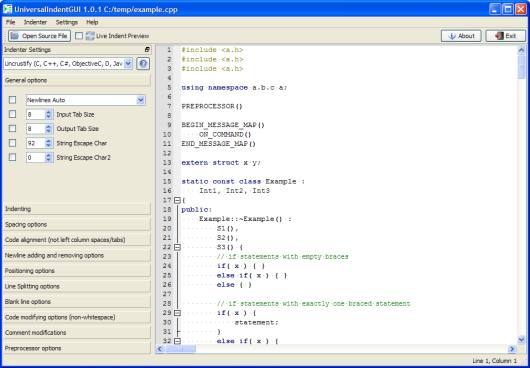 UniversalIndentGUI 1.0.1 C:/temp/example.cpp
File Indenter Settings Help
Open Source File Live Indent Preview About Exit
Indenter Settings
Uncrustify (C, C++, C#, ObjectiveC, D, Jav
General options
Newlines Auto
8 Input Tab Size
8 Output Tab Size
92 String Escape Char
0 String Escape Char2
Indenting
Spacing options
Code alignment (not left column spaces/tabs)
Newline adding and removing options
Positioning options
Line Splitting options
Blank line options
Code modifying options (non-whitespace)
Comment modifications
Preprocessor options
1 #include <a.h>
2 #include <a.h>
3 #include <a.h>
4
5 using namespace a.b.c a;
6
7 PREPROCESSOR()
8
9 BEGIN_MESSAGE_MAP()
10 ON_COMMAND()
11 END_MESSAGE_MAP()
12
13 extern struct x y;
14
15 static const class Example :
16 Int1, Int2, Int3
17 {
18 public:
19 Example::~Example() :
20 S1(),
21 S2(),
22 S3() {
23 // if statements with empty braces
24 if( x ) { }
25 else if( x ) { }
26 else { }
27
28 // if statements with exactly one braced statement
29 if( x ) {
30 statement;
31 }
32 else if( x ) {
Line 1, Column 1